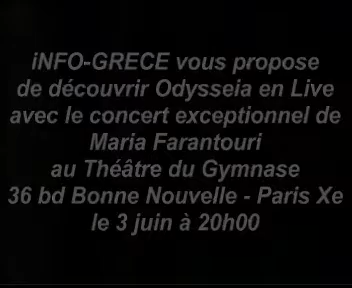 iNFO-GRECE vous propose
de découvrir Odysseia en Live
avec le concert exceptionnel de
Maria Farantouri
au Théâtre du Gymnase
36 bd Bonne Nouvelle - Paris Xe
le 3 juin à 20h00